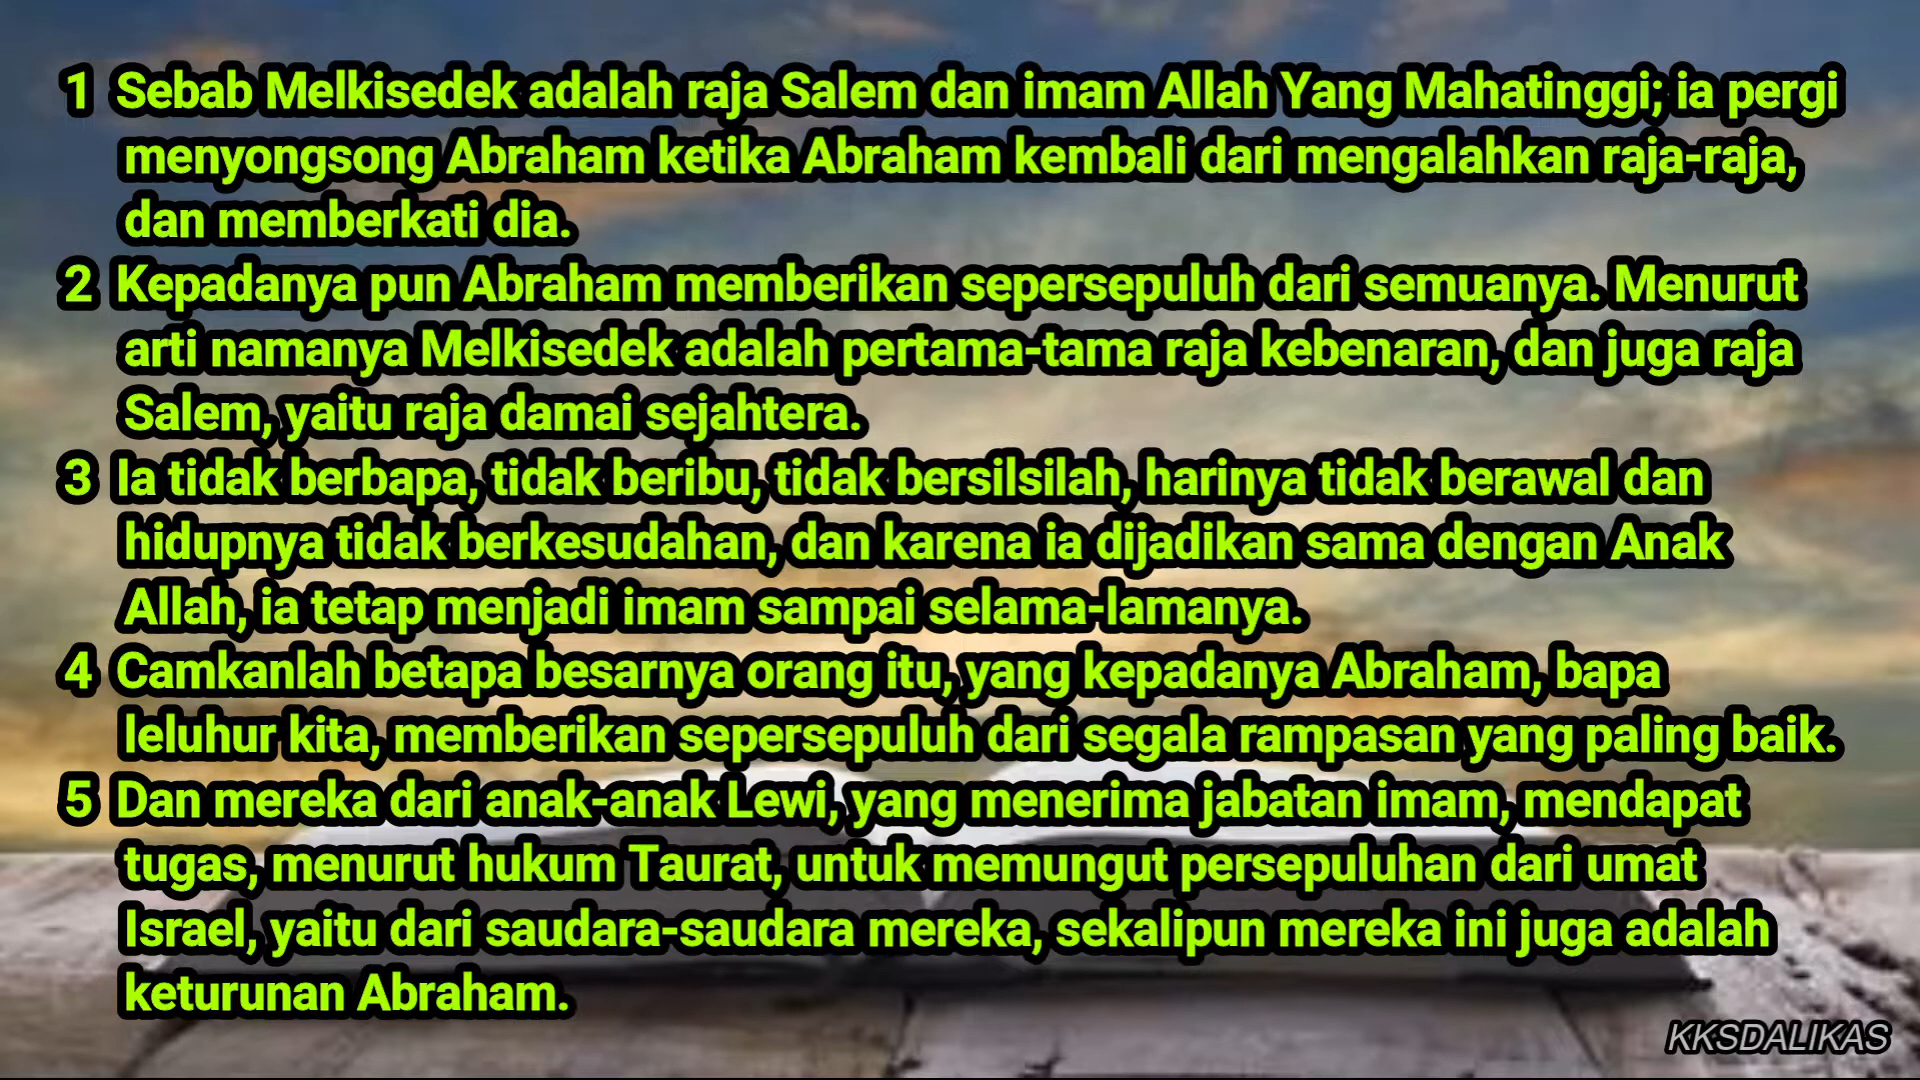 1 Sebab Melkisedek adalah raja Salem dan imam Allah Yang Mahatinggi; ia pergi
menyongsong Abraham ketika Abraham kembali dari mengalahkan raja-raja,
dan memberkati dia.
2 Kepadanya pun Abraham memberikan sepersepuluh dari semuanya. Menurut
arti namanya Melkisedek adalah pertama-tama raja kebenaran, dan juga raja
Salem, yaitu raja damai sejahtera.
3 Ia tidak berbapa, tidak beribu, tidak bersilsilah, harinya tidak berawal dan
hidupnya tidak berkesudahan, dan karena ia dijadikan sama dengan Anak
Allah, ia tetap menjadi imam sampai selama-lamanya.
4 Camkanlah betapa besarnya orang itu, yang kepadanya Abraham, bapa
leluhur kita, memberikan sepersepuluh dari segala rampasan yang paling baik.
5 Dan mereka dari anak-anak Lewi, yang menerima jabatan imam, mendapat
tugas, menurut hukum Taurat, untuk memungut persepuluhan dari umat
Israel, yaitu dari saudara-saudara mereka, sekalipun mereka ini juga adalah
keturunan Abraham.
KKSDALIKAS